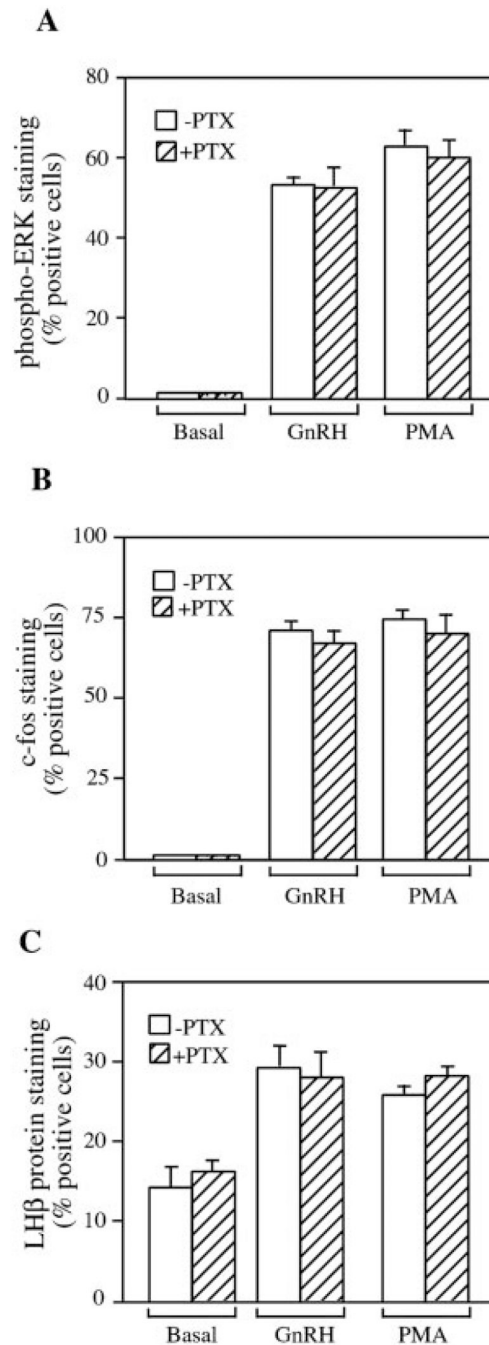 A
80
60
40
20
0
phospho-ERK staining
(% positive cells)
-PTX
+PTX
Basal GnRH PMA
B
100
75
50
75
0
c-fos staining
(% positive cells)
-PTX
+PTX
Basal GnRH PMA
C
40
30
20
10
0
LHβ protein staining
(% positive cells)
-PTX
+PTX
Basal GnRH PMA